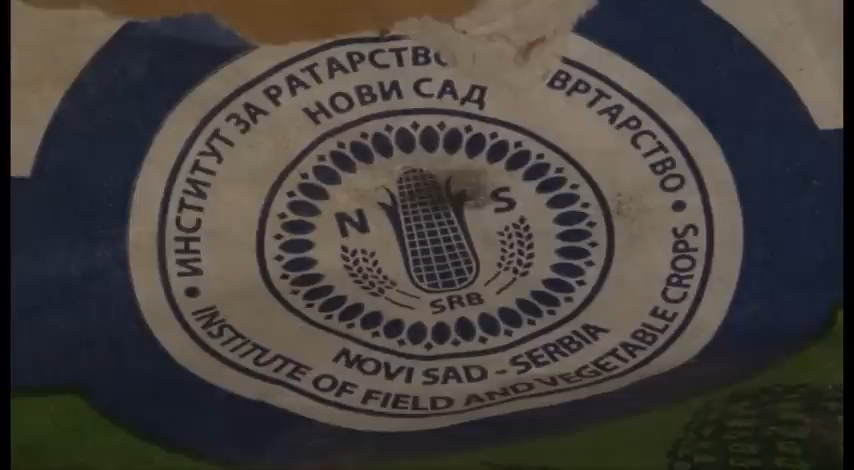 ИНСТИТУТ ЗА РАТАРСТВО ВРТАРСТВО
НОВИ САД
N S
SRB
NOVI SAD - SERBIA
INSTITUTE OF FIELD AND VEGETABLE CROPS